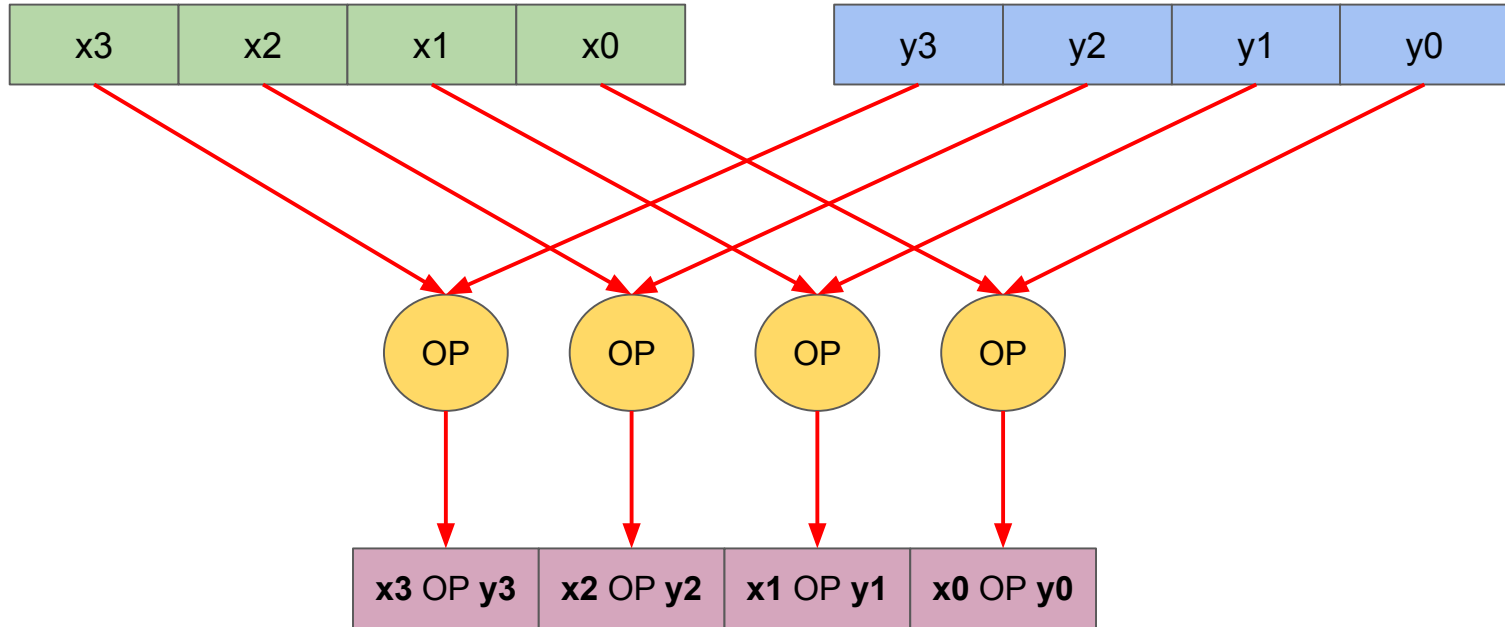 x3 x2 x1 x0 y3 y2 y1 y0
OP OP OP OP
x3 OP y3 x2 OP y2 x1 OP y1 x0 OP y0